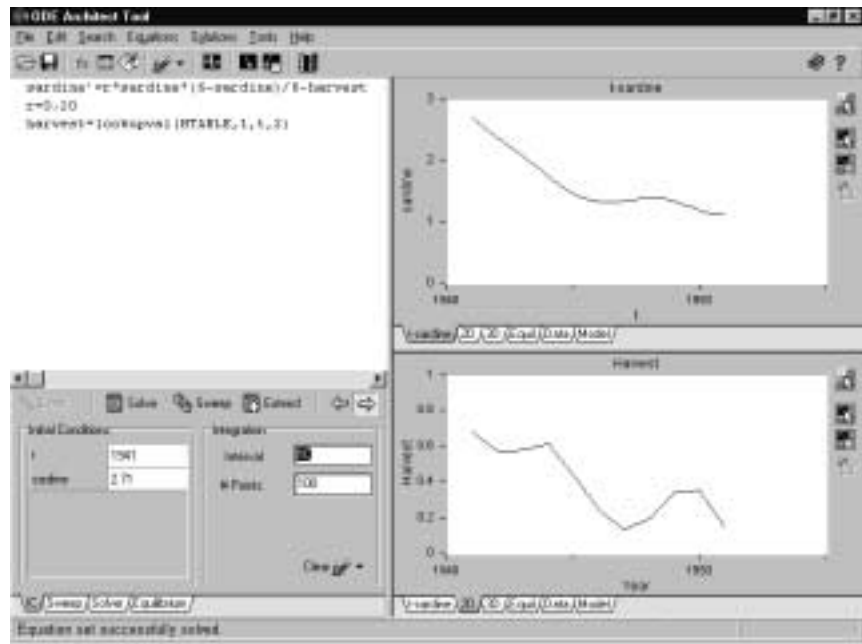 ODE Architect Tool
File Edit Search Equations Solutions Tools Help
sardine'=r*sardine*(5-sardine)/5-harvest
r=0.20
harvest=lookupval(HTABLE,1,t,2)
t-sardine
3
2
1
0
sardine
1940
1950
t
t-sardine 2D 3D Equil Data Model
Solve Sweep Extract
Initial Conditions
t 1941
sardine 2.71
Integration
Interval:
# Points: 100
Clear
IC Sweep Solver Equilibrium
Harvest
1
0.8
0.6
0.4
0.2
0
Harvest
1940
1950
Year
t-sardine 2D 3D Equil Data Model
Equation set successfully solved.